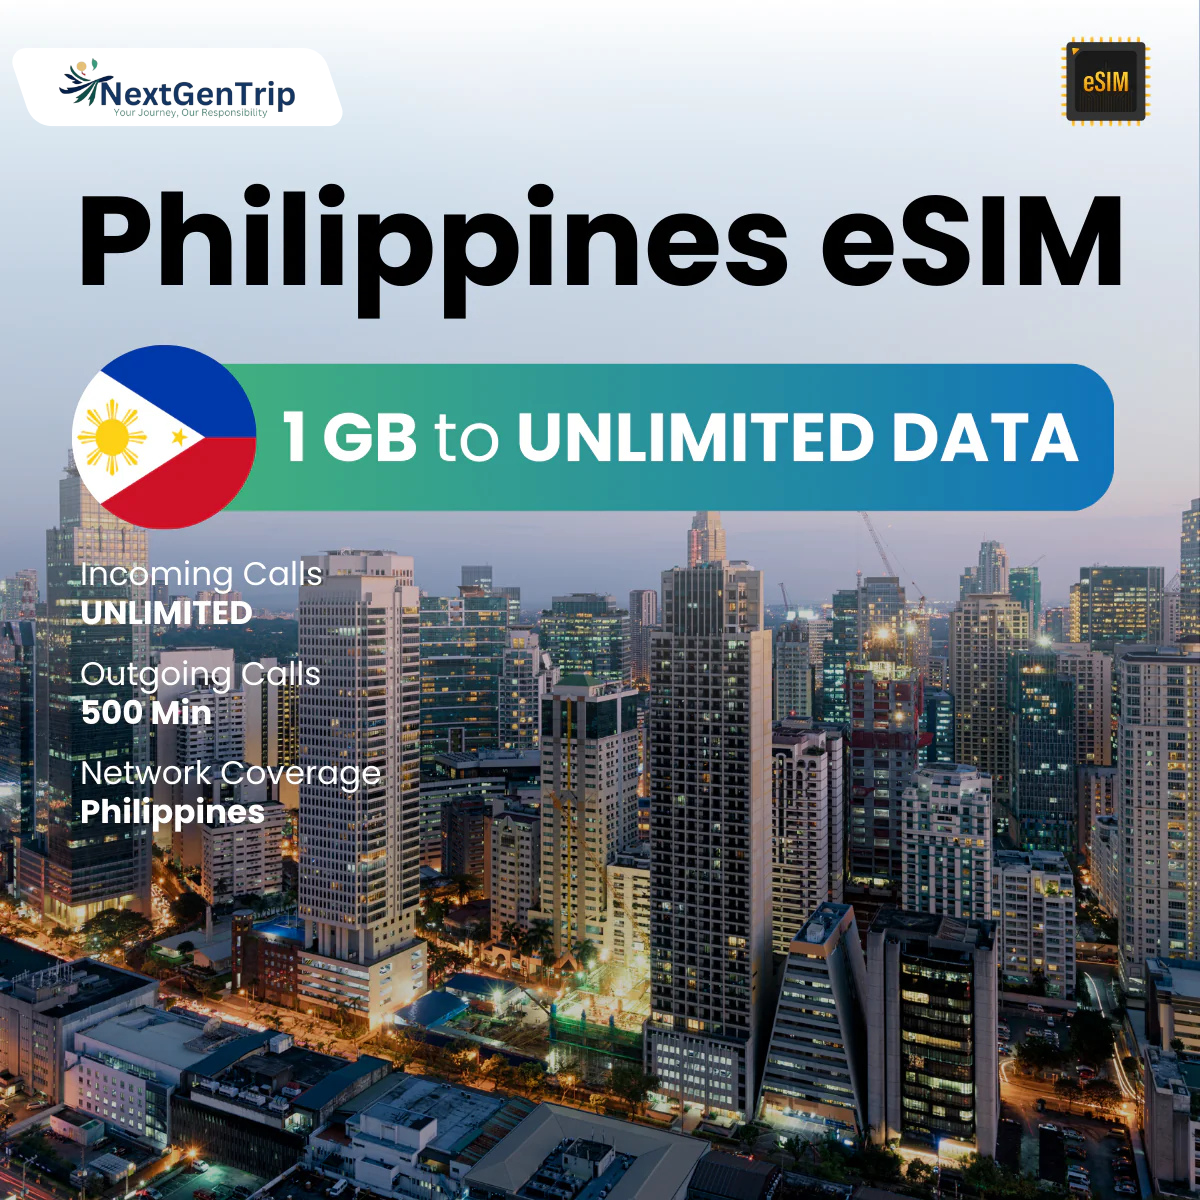 NextGenTrip
Your Journey, Our Responsibility
eSIM
Philippines eSIM
1 GB to UNLIMITED DATA
Incoming Calls
UNLIMITED
Outgoing Calls
500 Min
Network Coverage
Philippines